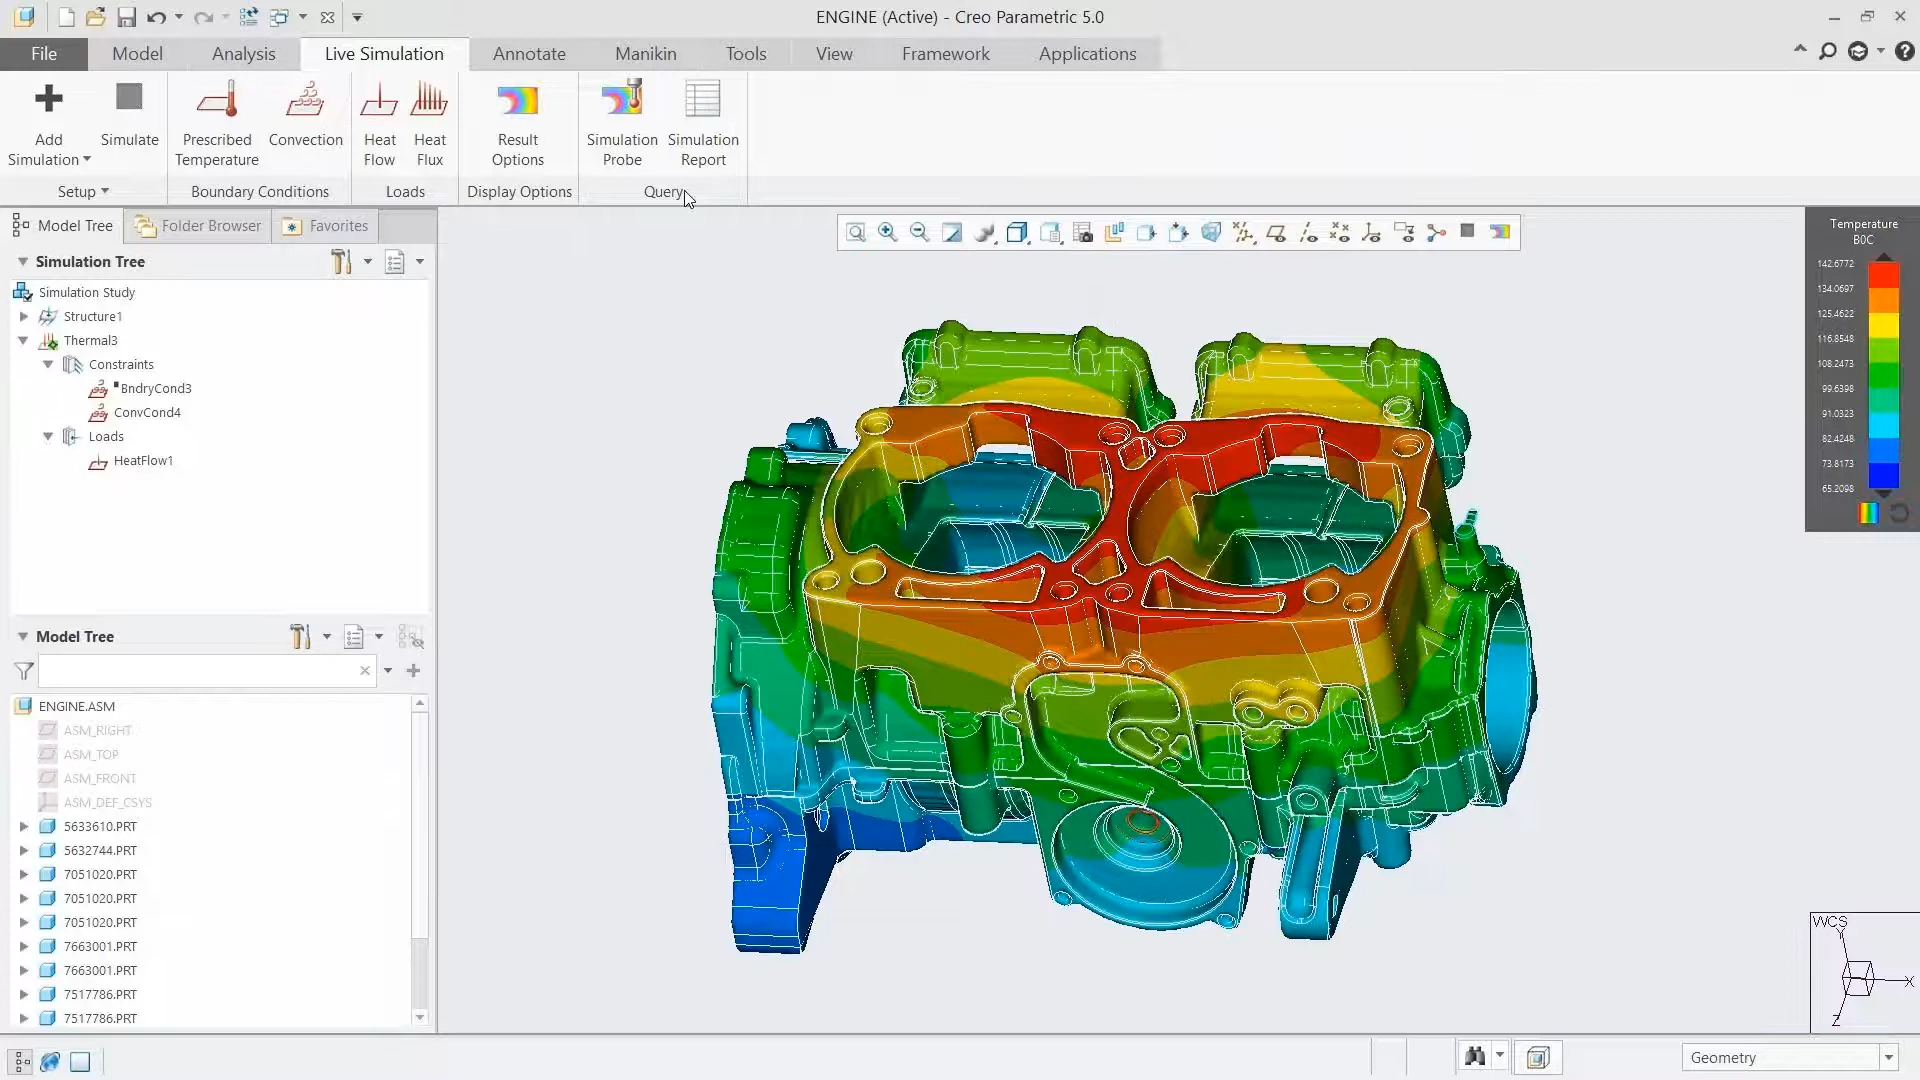 ENGINE (Active) - Creo Parametric 5.0
File Model Analysis Live Simulation Annotate Manikin Tools View Framework Applications
Add Simulation
Simulate
Prescribed Temperature
Convection
Heat Flow
Heat Flux
Result Options
Simulation Probe
Simulation Report
Setup
Boundary Conditions
Loads
Display Options
Query
Model Tree
Folder Browser
Favorites
Simulation Tree
Simulation Study
Structure1
Thermal3
Constraints
BndryCond3
ConvCond4
Loads
HeatFlow1
Model Tree
ENGINE.ASM
ASM_RIGHT
ASM_TOP
ASM_FRONT
ASM_DEF_CSYS
5633610.PRT
5632744.PRT
7051020.PRT
7051020.PRT
7051020.PRT
7663001.PRT
7663001.PRT
7517786.PRT
7517786.PRT
Temperature
B0C
142.6772
134.0697
125.4622
116.8548
108.2473
99.6398
91.0323
82.4248
73.8173
65.2098
WCS
Y
X
Z
Geometry